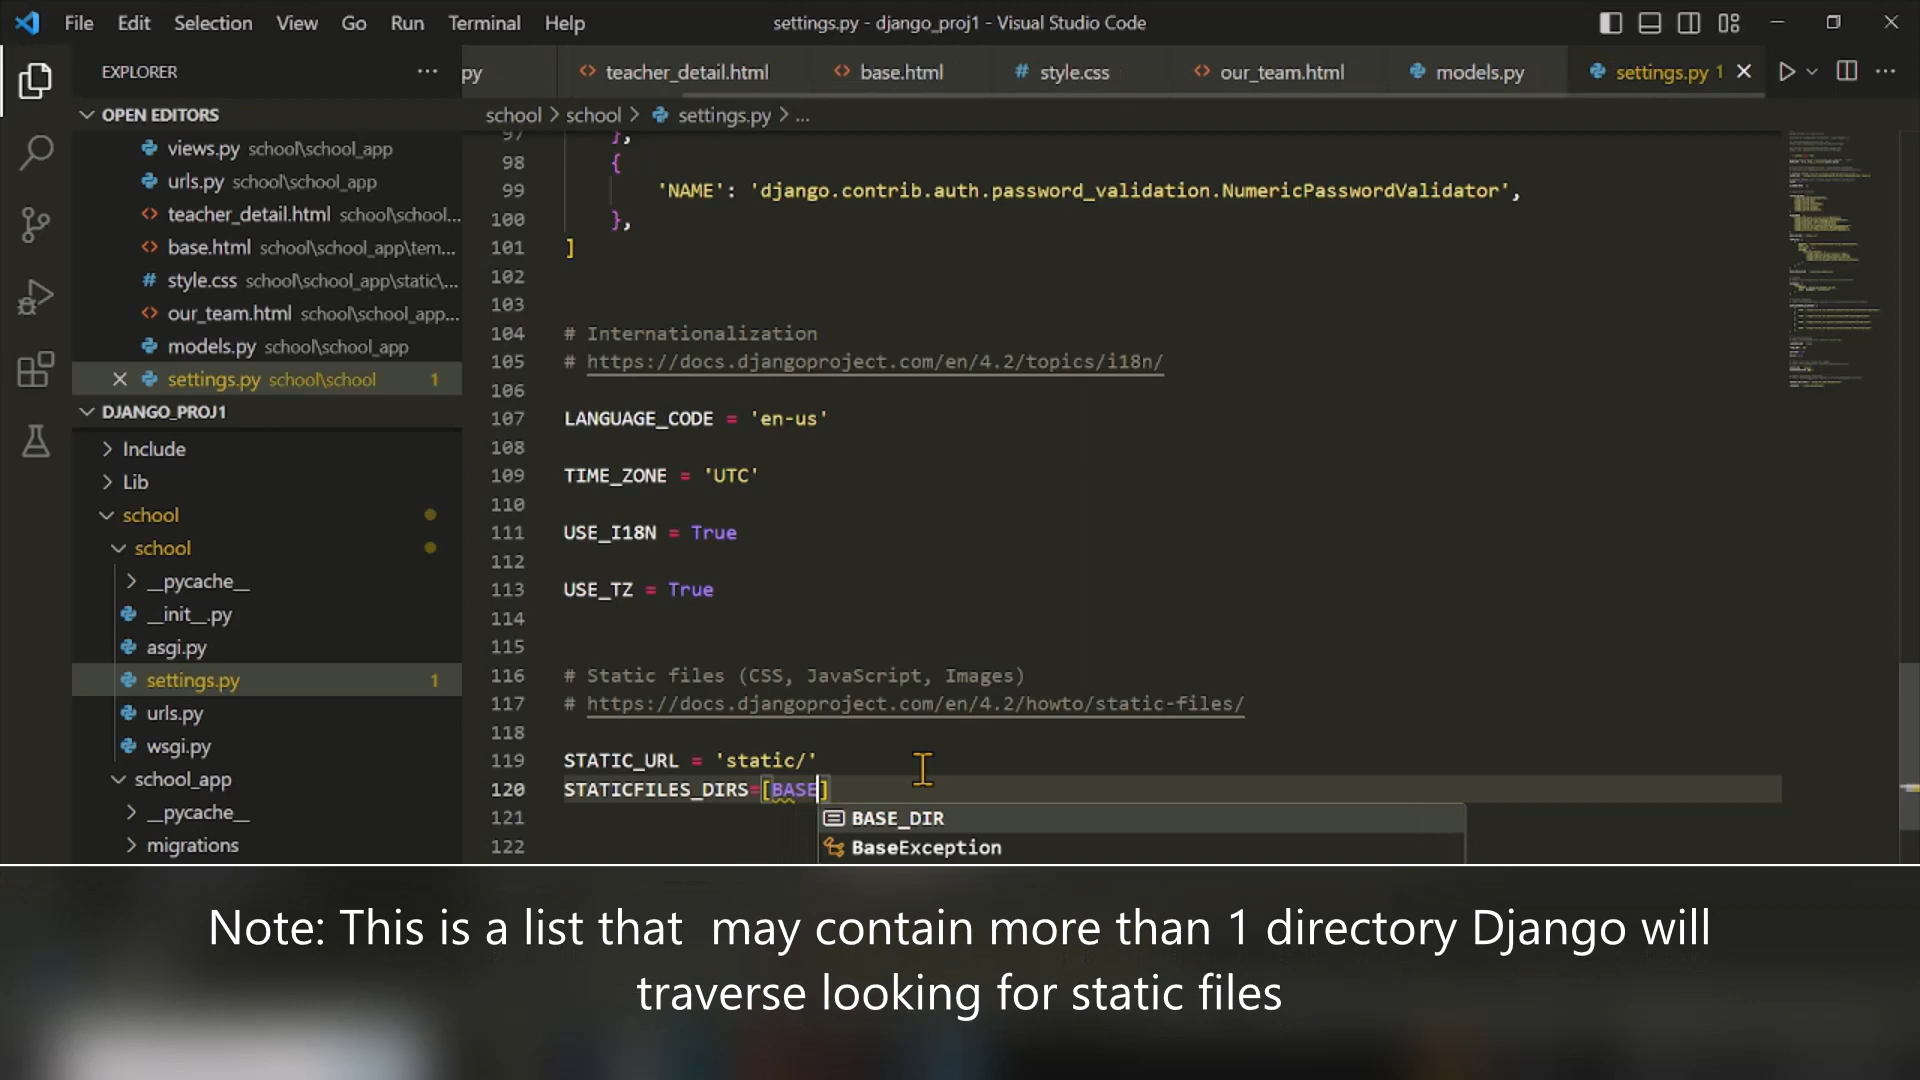 File Edit Selection View Go Run Terminal Help
settings.py - django_proj1 - Visual Studio Code
EXPLORER
py
teacher_detail.html
base.html
style.css
our_team.html
models.py
settings.py 1
OPEN EDITORS
views.py school\school_app
urls.py school\school_app
teacher_detail.html school\school...
base.html school\school_app\tem...
style.css school\school_app\static\...
our_team.html school\school_app...
models.py school\school_app
settings.py school\school 1
DJANGO_PROJ1
Include
Lib
school
school
__pycache__
__init__.py
asgi.py
settings.py 1
urls.py
wsgi.py
school_app
__pycache__
migrations
school > school > settings.py > ...
97 },
98 {
99 'NAME': 'django.contrib.auth.password_validation.NumericPasswordValidator',
100 },
101 ]
102
103
104 # Internationalization
105 # https://docs.djangoproject.com/en/4.2/topics/i18n/
106
107 LANGUAGE_CODE = 'en-us'
108
109 TIME_ZONE = 'UTC'
110
111 USE_I18N = True
112
113 USE_TZ = True
114
115
116 # Static files (CSS, JavaScript, Images)
117 # https://docs.djangoproject.com/en/4.2/howto/static-files/
118
119 STATIC_URL = 'static/'
120 STATICFILES_DIRS=[BASE]
121
122
BASE_DIR
BaseException
Note: This is a list that may contain more than 1 directory Django will
traverse looking for static files